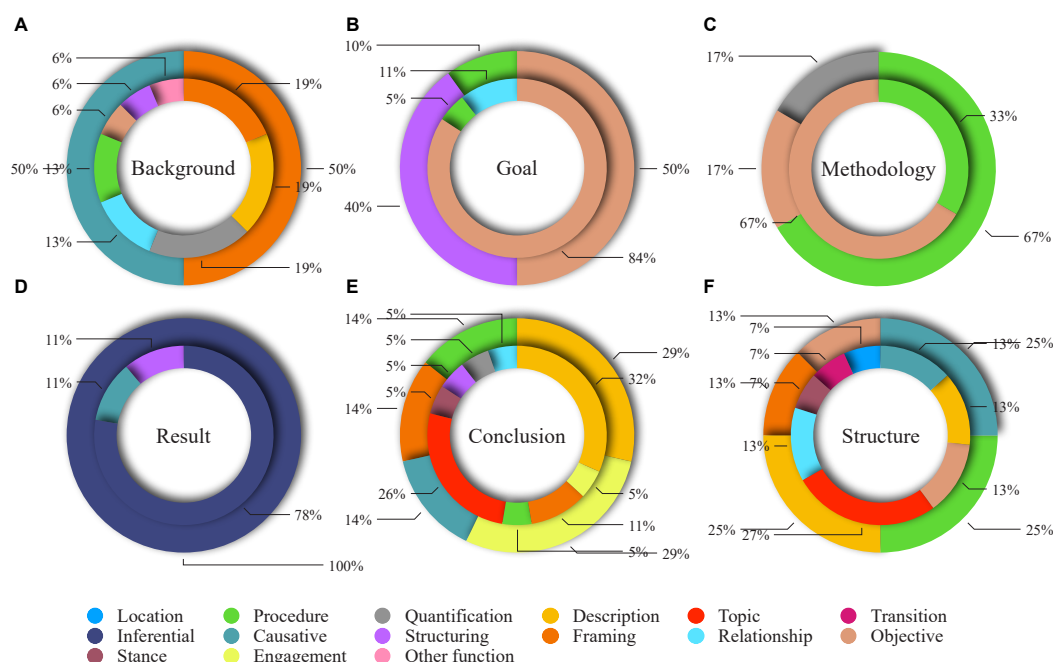 A
B
C
6%
6%
6%
19%
50%
13%
Background
50%
19%
13%
19%
10%
11%
5%
Goal
50%
40%
84%
17%
33%
17%
Methodology
67%
67%
D
E
F
11%
11%
Result
78%
100%
5%
14%
5%
29%
5%
32%
5%
14%
Conclusion
26%
5%
14%
11%
5%
29%
13%
7%
13%
25%
7%
13%
7%
13%
13%
Structure
13%
25%
27%
25%
Location
Procedure
Quantification
Description
Topic
Transition
Inferential
Causative
Structuring
Framing
Relationship
Objective
Stance
Engagement
Other function